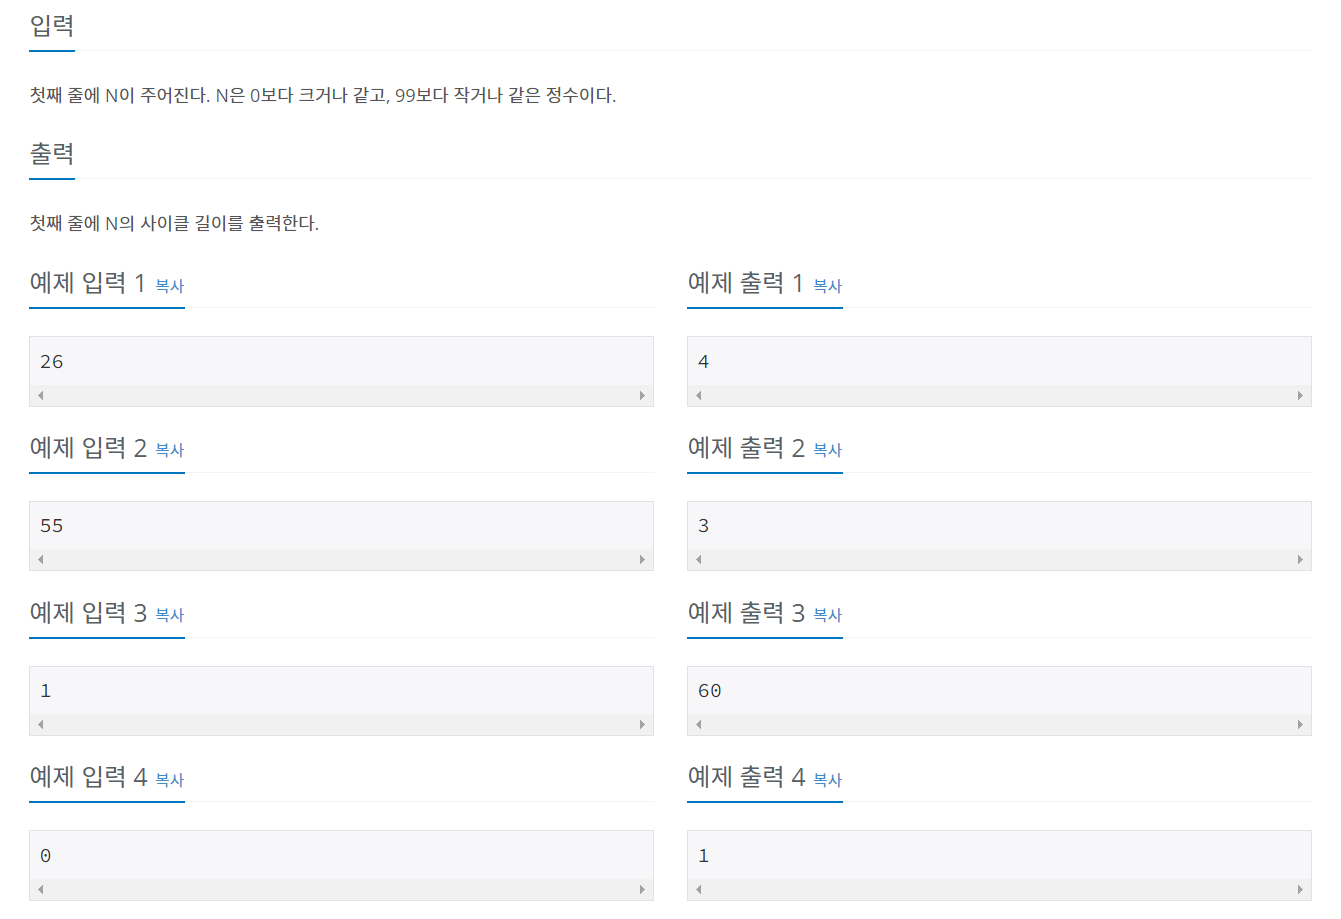 입력
첫째 줄에 N이 주어진다. N은 0보다 크거나 같고, 99보다 작거나 같은 정수이다.
출력
첫째 줄에 N의 사이클 길이를 출력한다.
예제 입력 1 복사
예제 출력 1 복사
26
4
예제 입력 2 복사
예제 출력 2 복사
55
3
예제 입력 3 복사
예제 출력 3 복사
1
60
예제 입력 4 복사
예제 출력 4 복사
0
1